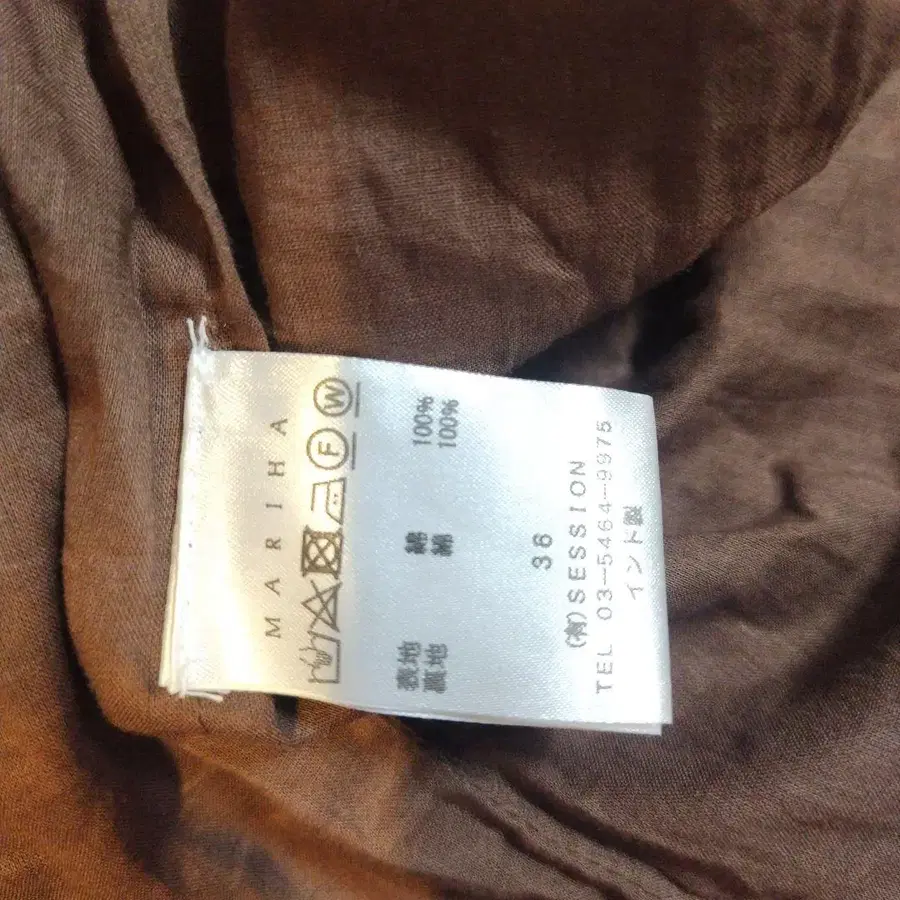 MARIHA
W
F
表地 綿 100%
裏地 綿 100%
36
(有)SESSION
TEL 03-5464-9975
インド製